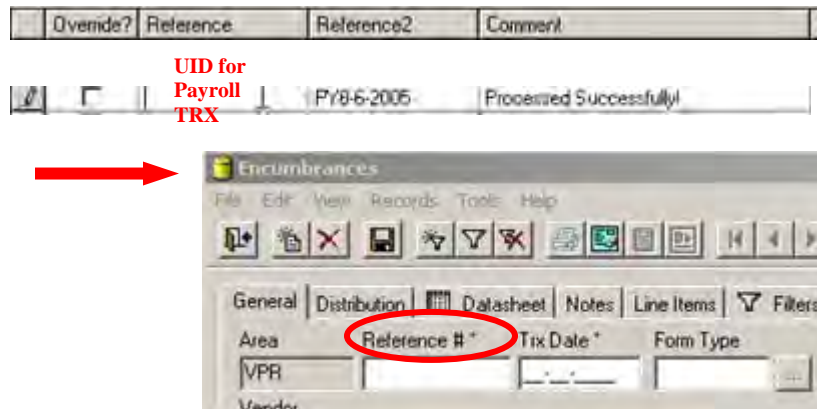 Override? Reference Reference2 Comment
UID for
Payroll
TRX
PY8-6-2005 Processed Successfully!
Encumbrances
File Edit View Records Tools Help
General Distribution Datasheet Notes Line Items Filters
Area Reference # * Trx Date * Form Type
VPR
Vendor